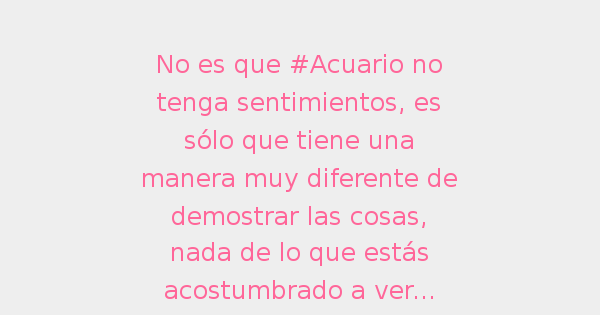 No es que #Acuario no
tenga sentimientos, es
sólo que tiene una
manera muy diferente de
demostrar las cosas,
nada de lo que estás
acostumbrado a ver...